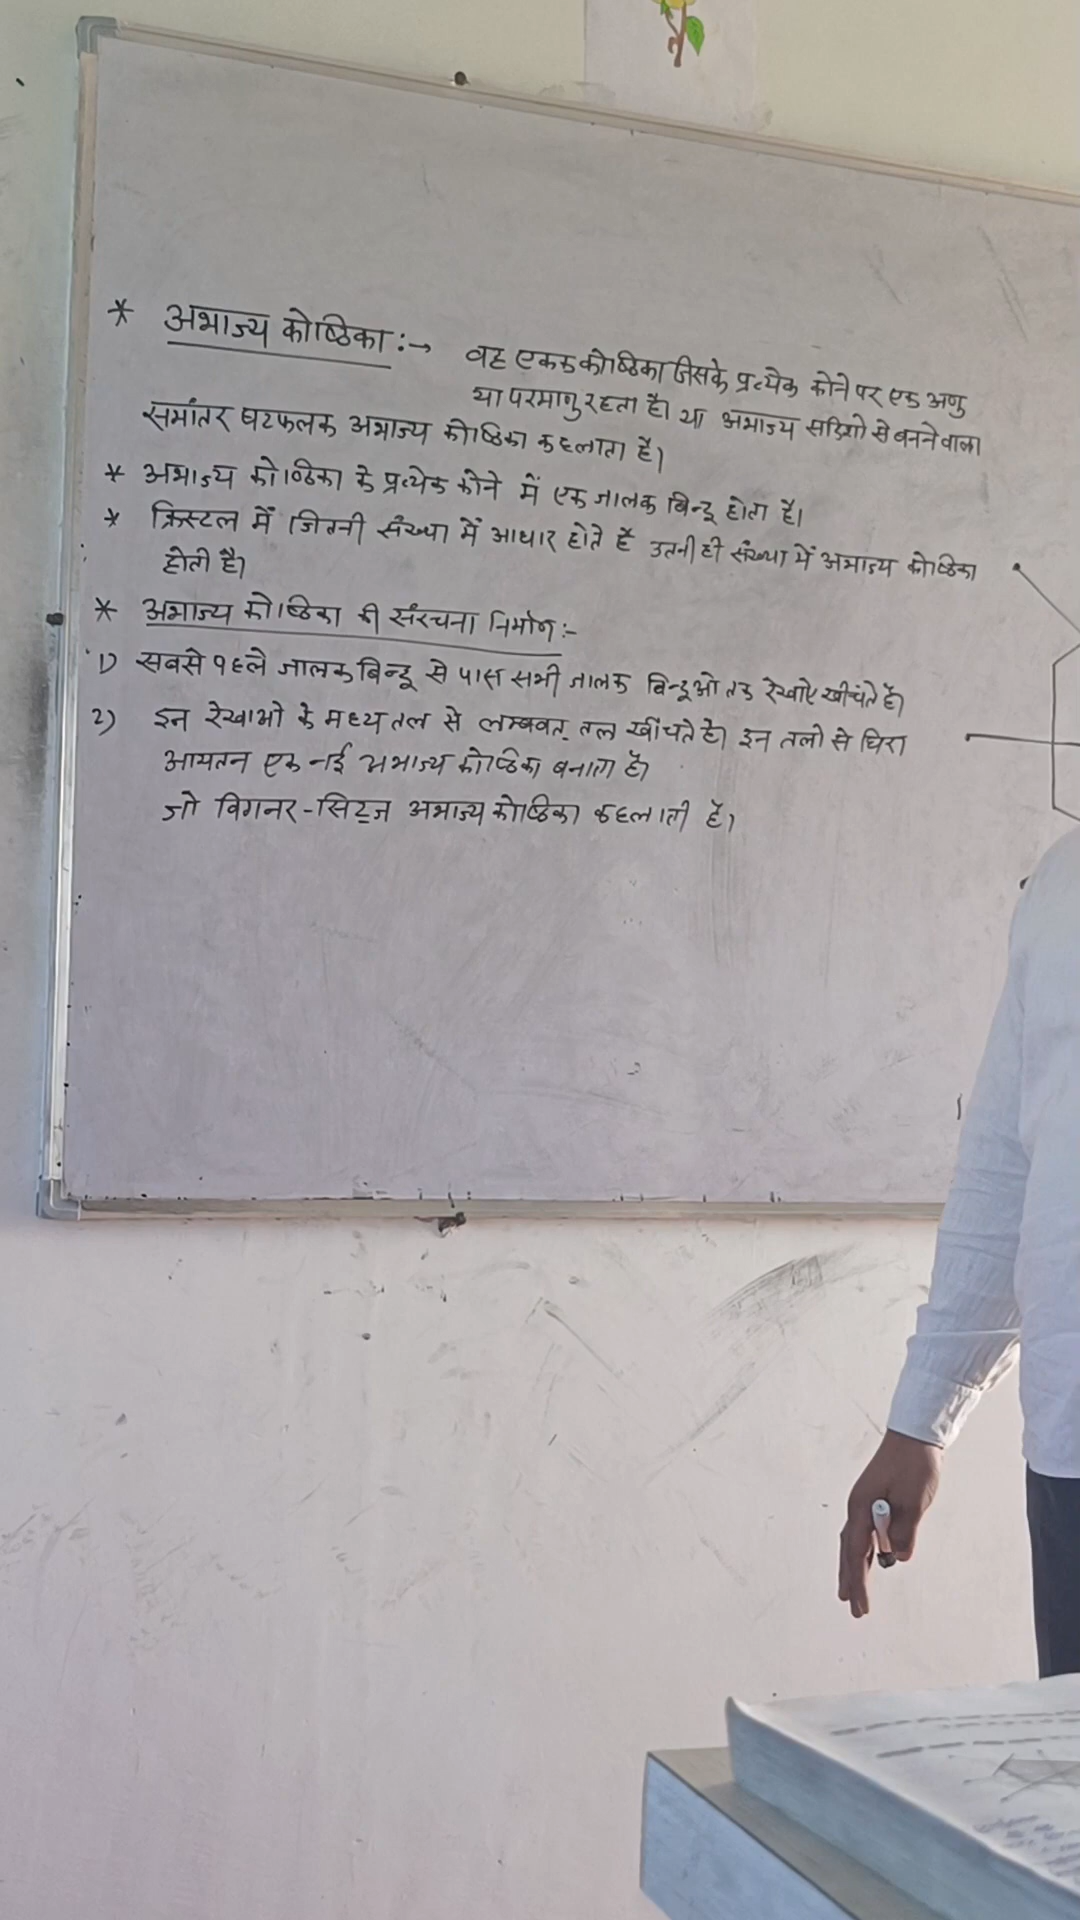 * अभाज्य कोष्ठिका :→ वह एकक कोष्ठिका जिसके प्रत्येक कोने पर एक अणु
या परमाणु रहता है। या अभाज्य सदिशो से बनने वाला
समांतर षटफलक अभाज्य कोष्ठिका कहलाता है।
* अभाज्य कोष्ठिका के प्रत्येक कोने में एक जालक बिन्दू होता है।
* क्रिस्टल में जितनी संख्या में आधार होते हैं उतनी ही संख्या में अभाज्य कोष्ठिका
होती है।
* अभाज्य कोष्ठिका की संरचना निर्माण :-
1) सबसे पहले जालक बिन्दू से पास सभी जालक बिन्दूओ तक रेखाऐ खींचते है।
2) इन रेखाओ के मध्य तल से लम्बवत् तल खींचते है। इन तलो से घिरा
आयतन एक नई अभाज्य कोष्ठिका बनाता है।
जो विगनर-सिट्ज अभाज्य कोष्ठिका कहलाती है।